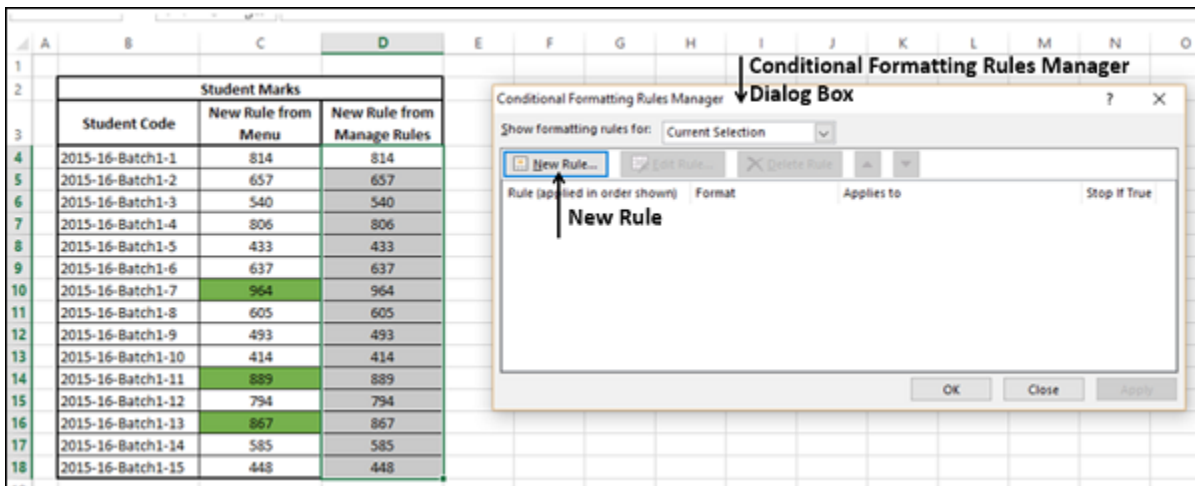 A B C D E F G H I J K L M N O
1
2 Student Marks
3 Student Code New Rule from Menu New Rule from Manage Rules
4 2015-16-Batch1-1 814 814
5 2015-16-Batch1-2 657 657
6 2015-16-Batch1-3 540 540
7 2015-16-Batch1-4 806 806
8 2015-16-Batch1-5 433 433
9 2015-16-Batch1-6 637 637
10 2015-16-Batch1-7 964 964
11 2015-16-Batch1-8 605 605
12 2015-16-Batch1-9 493 493
13 2015-16-Batch1-10 414 414
14 2015-16-Batch1-11 889 889
15 2015-16-Batch1-12 794 794
16 2015-16-Batch1-13 867 867
17 2015-16-Batch1-14 585 585
18 2015-16-Batch1-15 448 448
Conditional Formatting Rules Manager
Dialog Box
Conditional Formatting Rules Manager ? ×
Show formatting rules for: Current Selection
New Rule... Edit Rule... Delete Rule
Rule (applied in order shown) Format Applies to Stop If True
New Rule
OK Close Apply